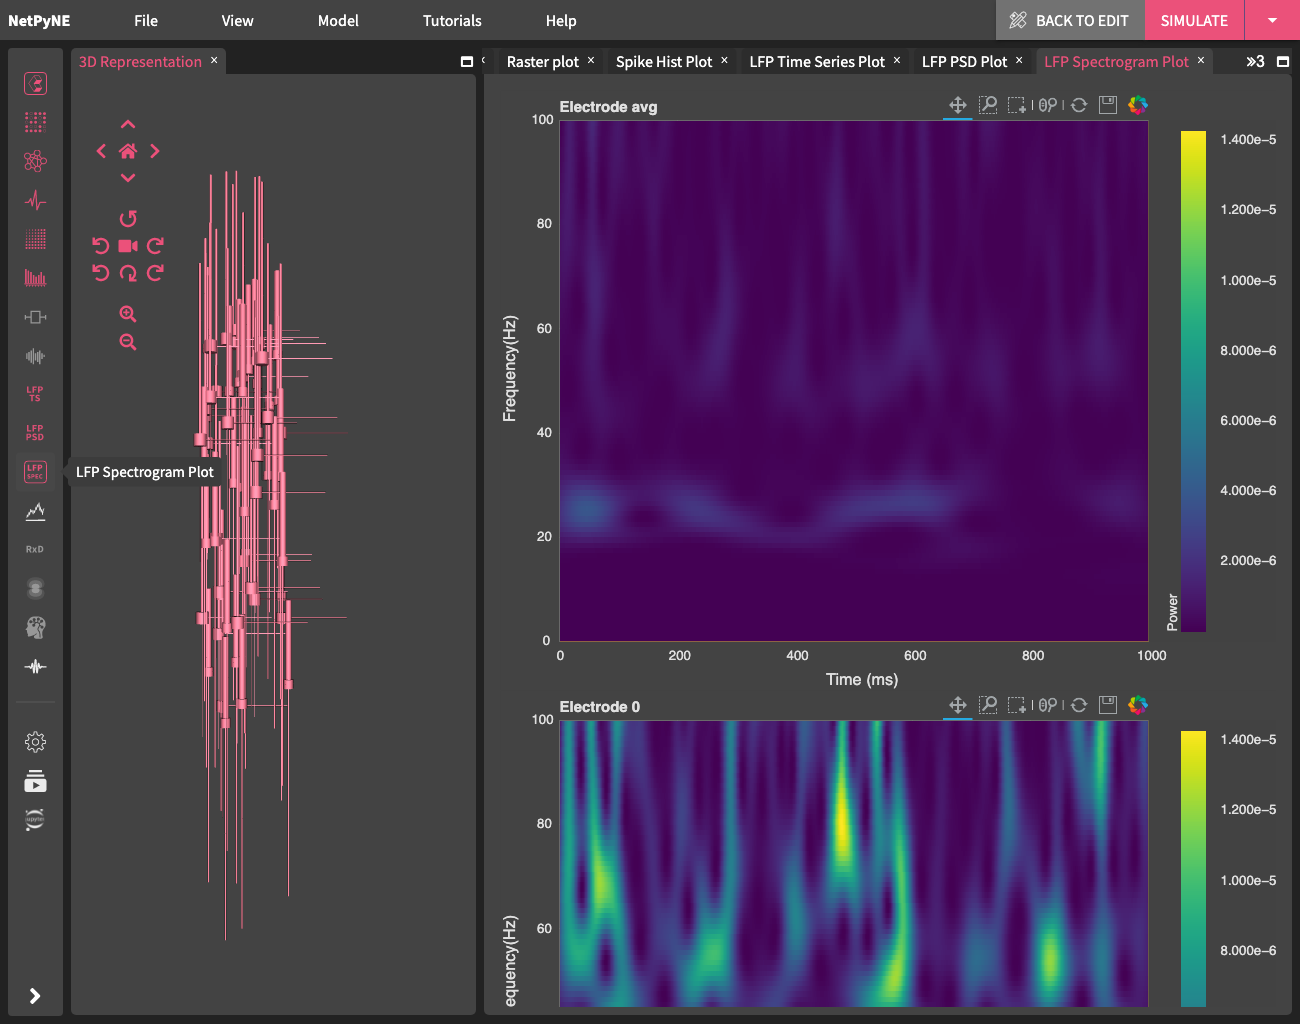 NetPyNE File View Model Tutorials Help BACK TO EDIT SIMULATE
3D Representation × Raster plot × Spike Hist Plot × LFP Time Series Plot × LFP PSD Plot × LFP Spectrogram Plot × »3
LFP
TS
LFP
PSD
LFP
SPEC
LFP Spectrogram Plot
RxD
jupyter
Electrode avg
100
80
60
40
20
0
Frequency(Hz)
0 200 400 600 800 1000
Time (ms)
1.400e−5
1.200e−5
1.000e−5
8.000e−6
6.000e−6
4.000e−6
2.000e−6
Power
Electrode 0
100
80
60
equency(Hz)
1.400e−5
1.200e−5
1.000e−5
8.000e−6